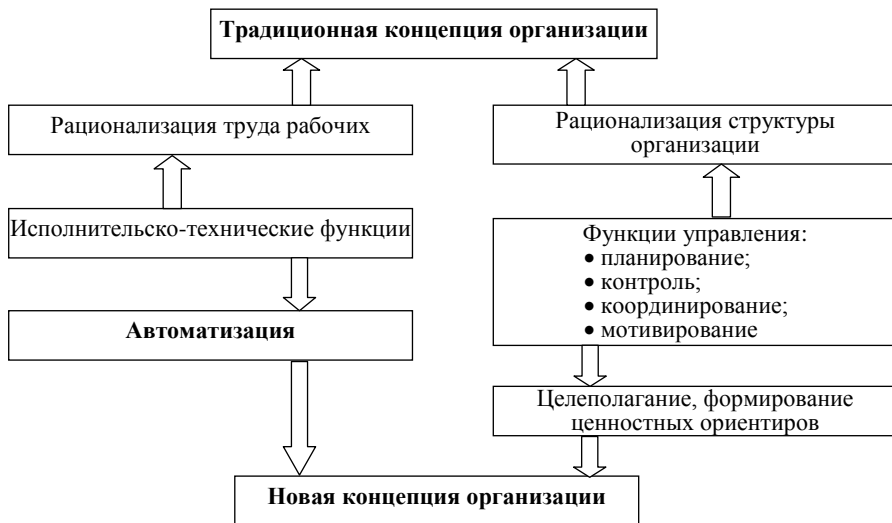 Традиционная концепция организации
Рационализация труда рабочих
Рационализация структуры
организации
Исполнительско-технические функции
Функции управления:
• планирование;
• контроль;
• координирование;
• мотивирование
Автоматизация
Целеполагание, формирование
ценностных ориентиров
Новая концепция организации